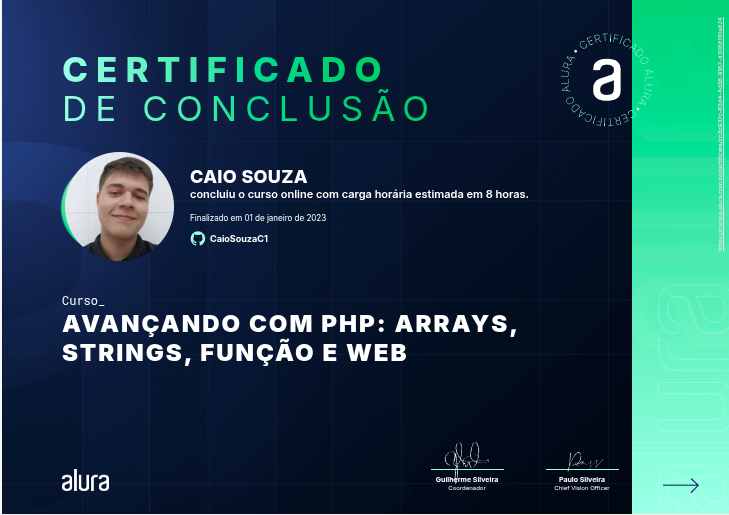 CERTIFICADO
DE CONCLUSÃO
CERTIFICADO ALURA • CERTIFICADO ALURA •
a
CAIO SOUZA
concluiu o curso online com carga horária estimada em 8 horas.
Finalizado em 01 de janeiro de 2023
CaioSouzaC1
Curso_
AVANÇANDO COM PHP: ARRAYS,
STRINGS, FUNÇÃO E WEB
alura
Guilherme Silveira
Coordenador
Paulo Silveira
Chief Vision Officer
alura